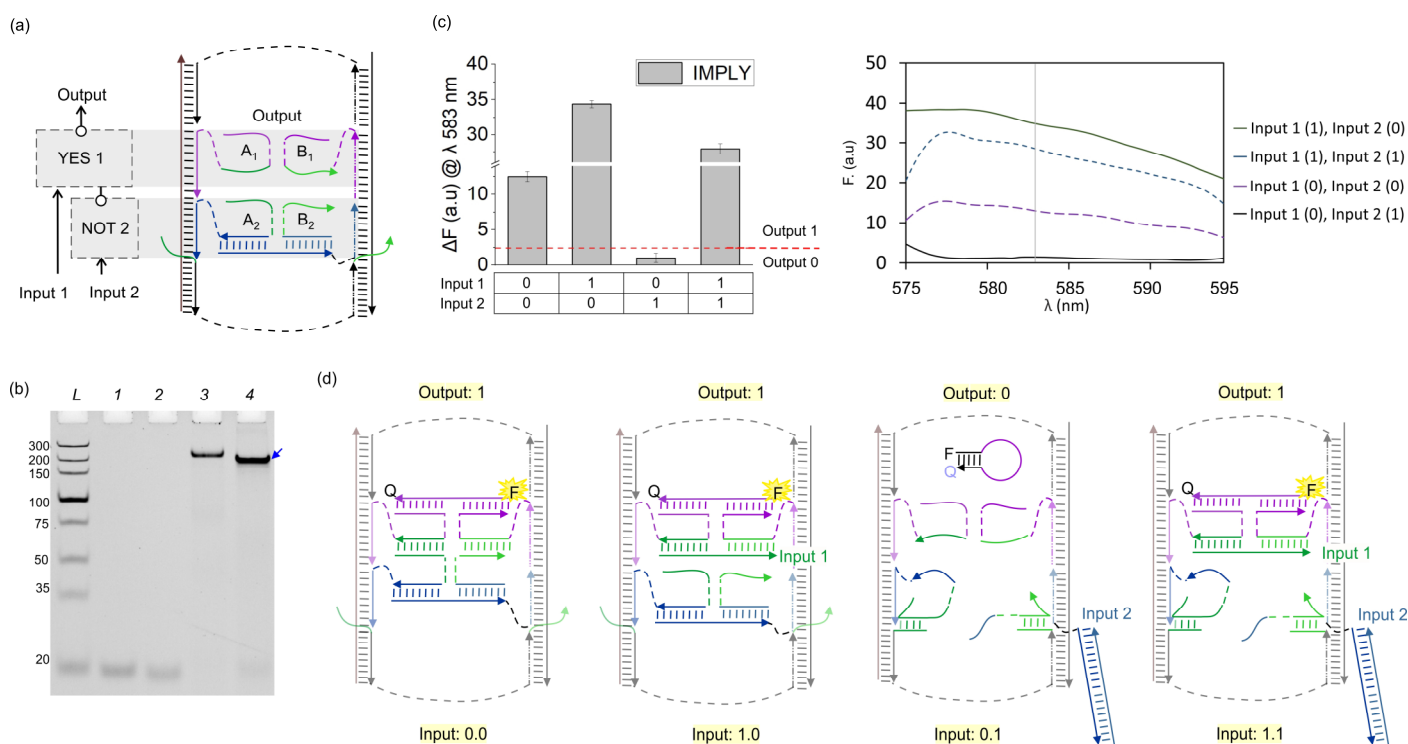 (a)
Output
YES 1
NOT 2
Input 1
Input 2
Output
A1
B1
A2
B2
(c)
ΔF (a.u) @ λ 583 nm
40
35
30
25
10
5
0
IMPLY
Output 1
Output 0
Input 1 0 1 0 1
Input 2 0 0 1 1
F. (a.u)
50
40
30
20
10
0
575 580 585 590 595
λ (nm)
Input 1 (1), Input 2 (0)
Input 1 (1), Input 2 (1)
Input 1 (0), Input 2 (0)
Input 1 (0), Input 2 (1)
(b)
L 1 2 3 4
300
200
150
100
75
50
35
20
(d)
Output: 1
Q
F
Input: 0.0
Output: 1
Q
F
Input 1
Input: 1.0
Output: 0
F
Q
Input 2
Input: 0.1
Output: 1
Q
F
Input 1
Input 2
Input: 1.1